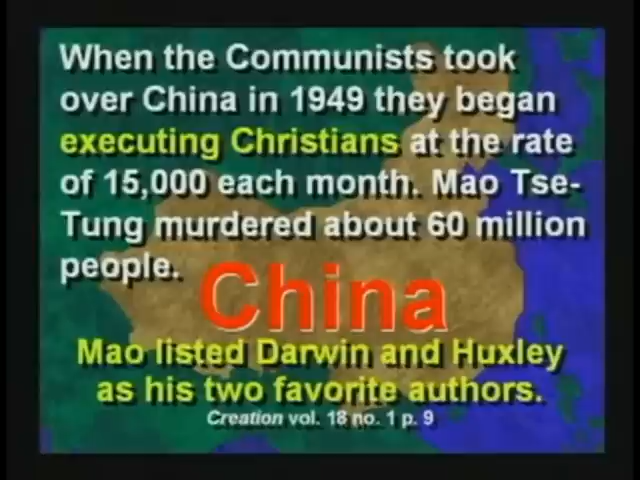 When the Communists took
over China in 1949 they began
executing Christians at the rate
of 15,000 each month. Mao Tse-
Tung murdered about 60 million
people.
China
Mao listed Darwin and Huxley
as his two favorite authors.
Creation vol. 18 no. 1 p. 9